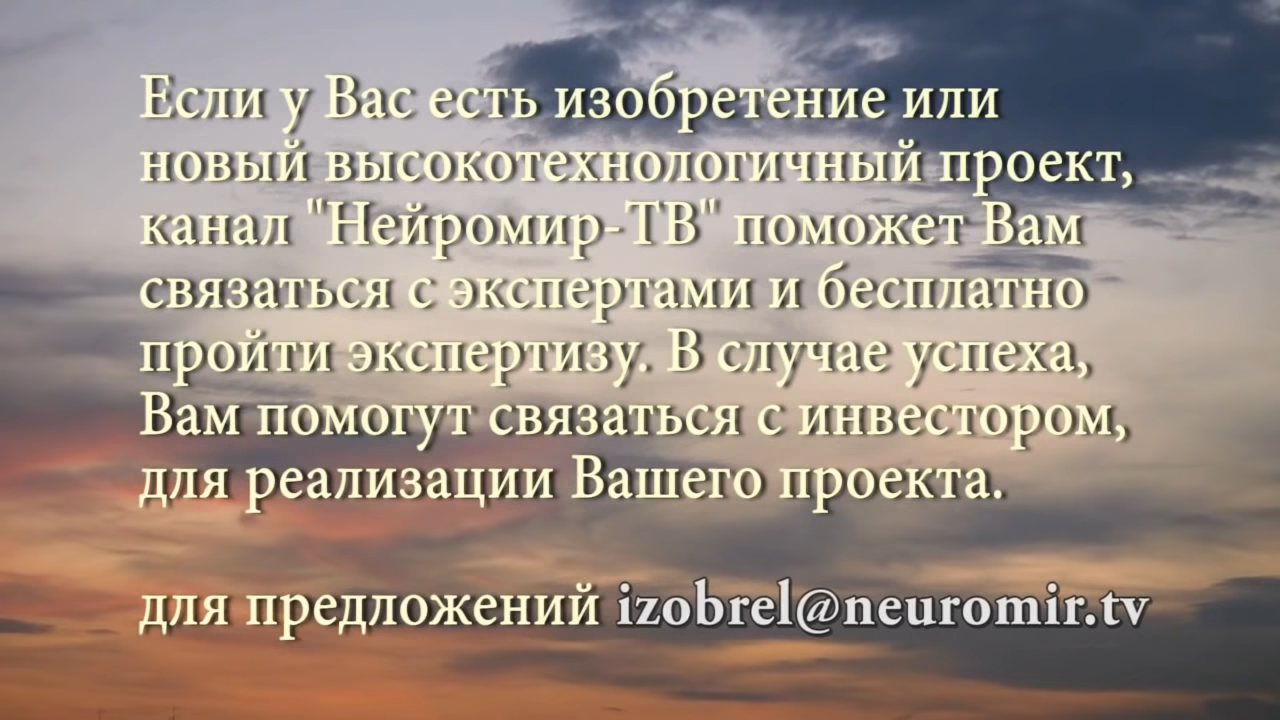 Если у Вас есть изобретение или
новый высокотехнологичный проект,
канал "Нейромир-ТВ" поможет Вам
связаться с экспертами и бесплатно
пройти экспертизу. В случае успеха,
Вам помогут связаться с инвестором,
для реализации Вашего проекта.
для предложений izobrel@neuromir.tv